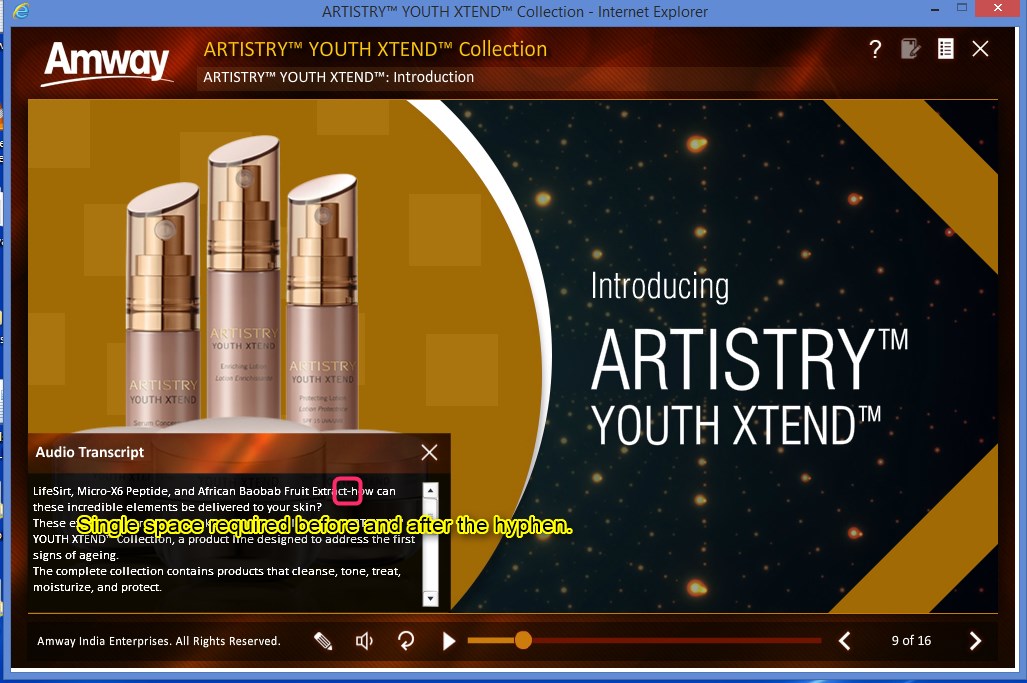 ARTISTRY™ YOUTH XTEND™ Collection - Internet Explorer
Amway
ARTISTRY™ YOUTH XTEND™ Collection
ARTISTRY™ YOUTH XTEND™: Introduction
?
ARTISTRY
YOUTH XTEND
Enriching Lotion
Lotion Enrichissante
ARTISTRY
YOUTH XTEND
ARTISTRY
YOUTH XTEND
Protecting Lotion
Introducing
ARTISTRY™
YOUTH XTEND™
Audio Transcript
LifeSirt, Micro-X6 Peptide, and African Baobab Fruit Extract-how can
these incredible elements be delivered to your skin?
These
Single space required before and after the hyphen.
YOUTH XTEND™ Collection, a product line designed to address the first
signs of ageing.
The complete collection contains products that cleanse, tone, treat,
moisturize, and protect.
Amway India Enterprises. All Rights Reserved.
9 of 16